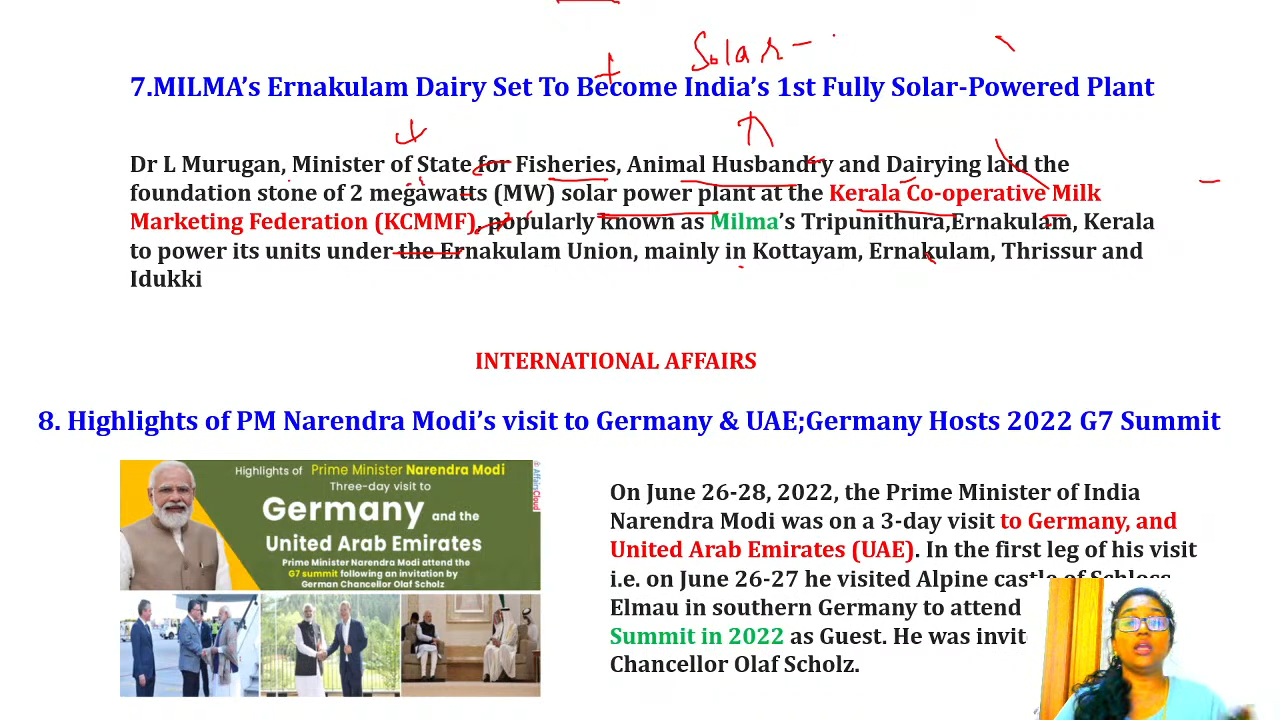 Solar-
7.MILMA's Ernakulam Dairy Set To Become India's 1st Fully Solar-Powered Plant
Dr L Murugan, Minister of State for Fisheries, Animal Husbandry and Dairying laid the
foundation stone of 2 megawatts (MW) solar power plant at the Kerala Co-operative Milk
Marketing Federation (KCMMF), popularly known as Milma's Tripunithura,Ernakulam, Kerala
to power its units under the Ernakulam Union, mainly in Kottayam, Ernakulam, Thrissur and
Idukki
INTERNATIONAL AFFAIRS
8. Highlights of PM Narendra Modi's visit to Germany & UAE;Germany Hosts 2022 G7 Summit
Highlights of Prime Minister Narendra Modi
Three-day visit to
Germany and the
United Arab Emirates
Prime Minister Narendra Modi attend the
G7 summit following an invitation by
German Chancellor Olaf Scholz
AffairsCloud
On June 26-28, 2022, the Prime Minister of India
Narendra Modi was on a 3-day visit to Germany, and
United Arab Emirates (UAE). In the first leg of his visit
i.e. on June 26-27 he visited Alpine castle of Schloss
Elmau in southern Germany to attend
Summit in 2022 as Guest. He was invit
Chancellor Olaf Scholz.